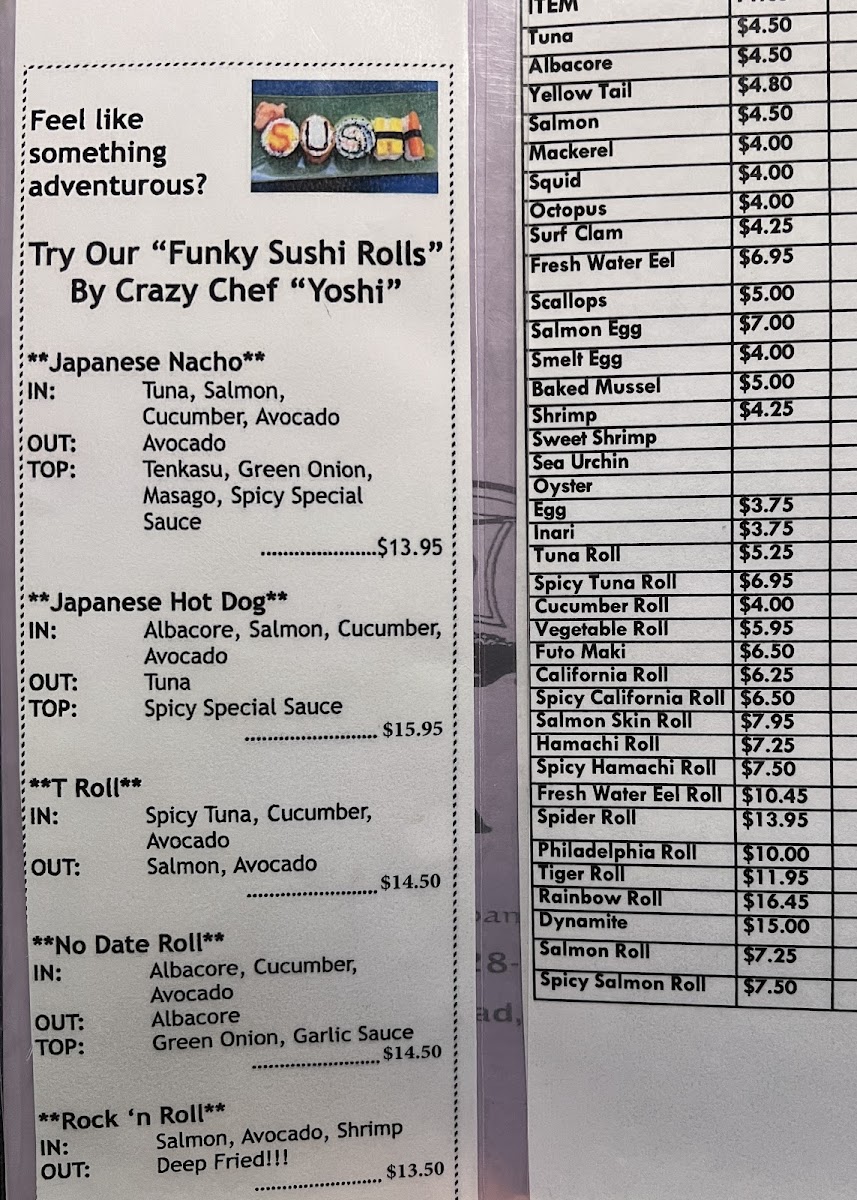 Feel like
something
adventurous?
SUSHI
Try Our “Funky Sushi Rolls”
By Crazy Chef “Yoshi”
**Japanese Nacho**
IN: Tuna, Salmon,
Cucumber, Avocado
OUT: Avocado
TOP: Tenkasu, Green Onion,
Masago, Spicy Special
Sauce
......................$13.95
**Japanese Hot Dog**
IN: Albacore, Salmon, Cucumber,
Avocado
OUT: Tuna
TOP: Spicy Special Sauce
...................... $15.95
**T Roll**
IN: Spicy Tuna, Cucumber,
Avocado
OUT: Salmon, Avocado
...................... $14.50
**No Date Roll**
IN: Albacore, Cucumber,
Avocado
OUT: Albacore
TOP: Green Onion, Garlic Sauce
...................... $14.50
**Rock ‘n Roll**
IN: Salmon, Avocado, Shrimp
OUT: Deep Fried!!!
...................... $13.50
ITEM
Tuna $4.50
Albacore $4.50
Yellow Tail $4.80
Salmon $4.50
Mackerel $4.00
Squid $4.00
Octopus $4.00
Surf Clam $4.25
Fresh Water Eel $6.95
Scallops $5.00
Salmon Egg $7.00
Smelt Egg $4.00
Baked Mussel $5.00
Shrimp $4.25
Sweet Shrimp
Sea Urchin
Oyster
Egg $3.75
Inari $3.75
Tuna Roll $5.25
Spicy Tuna Roll $6.95
Cucumber Roll $4.00
Vegetable Roll $5.95
Futo Maki $6.50
California Roll $6.25
Spicy California Roll $6.50
Salmon Skin Roll $7.95
Hamachi Roll $7.25
Spicy Hamachi Roll $7.50
Fresh Water Eel Roll $10.45
Spider Roll $13.95
Philadelphia Roll $10.00
Tiger Roll $11.95
Rainbow Roll $16.45
Dynamite $15.00
Salmon Roll $7.25
Spicy Salmon Roll $7.50